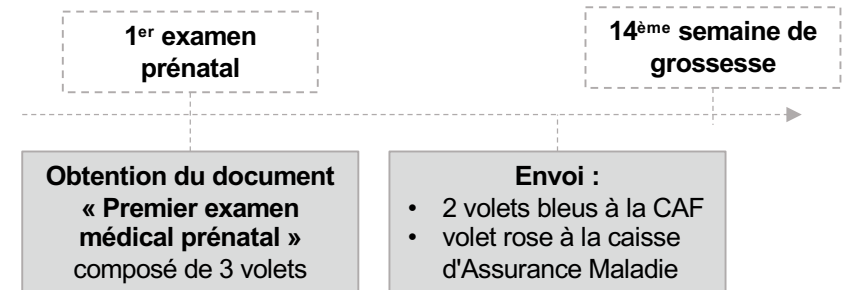 1er examen
prénatal
14ème semaine de
grossesse
Obtention du document
« Premier examen
médical prénatal »
composé de 3 volets
Envoi :
• 2 volets bleus à la CAF
• volet rose à la caisse
d'Assurance Maladie